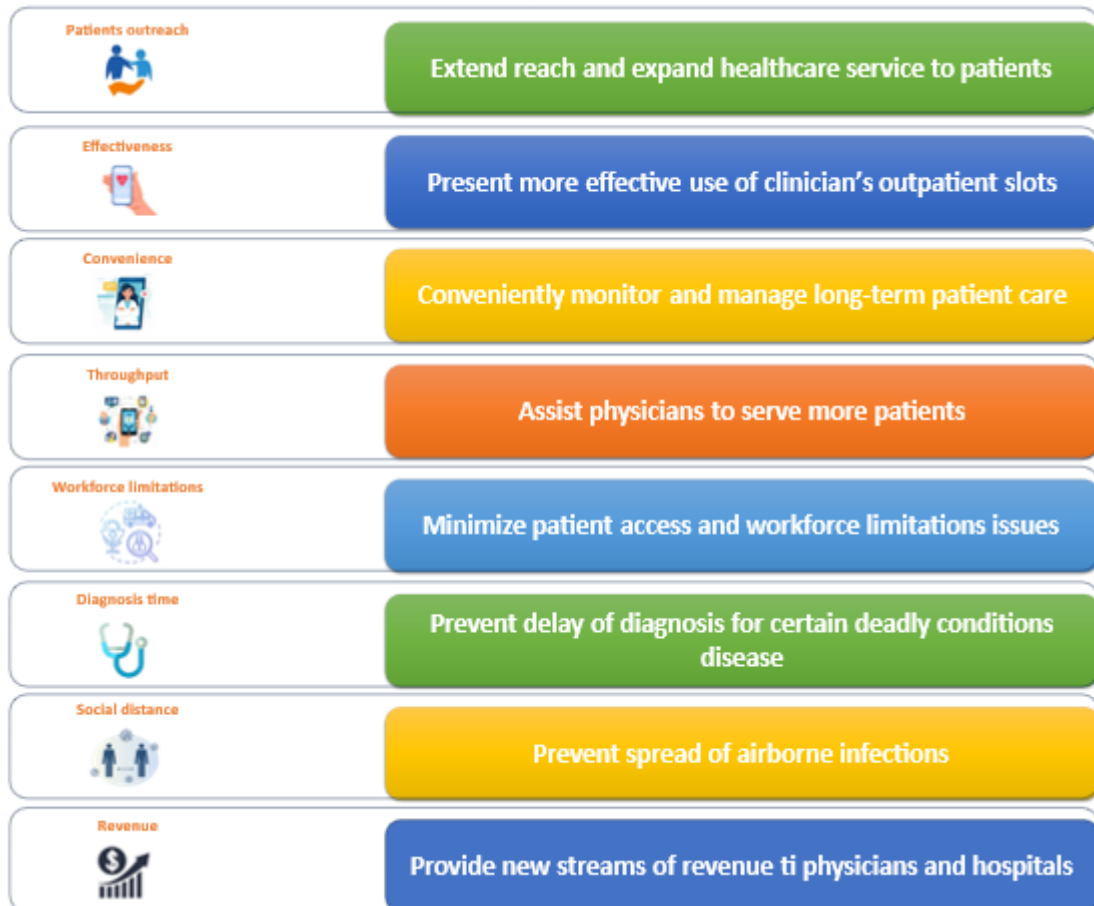 Patients outreach
Extend reach and expand healthcare service to patients
Effectiveness
Present more effective use of clinician’s outpatient slots
Convenience
Conveniently monitor and manage long-term patient care
Throughput
Assist physicians to serve more patients
Workforce limitations
Minimize patient access and workforce limitations issues
Diagnosis time
Prevent delay of diagnosis for certain deadly conditions
disease
Social distance
Prevent spread of airborne infections
Revenue
Provide new streams of revenue ti physicians and hospitals